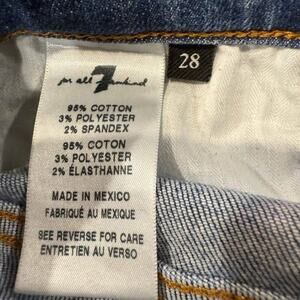 7
for all mankind
28
95% COTTON
3% POLYESTER
2% SPANDEX
95% COTON
3% POLYESTER
2% ÉLASTHANNE
MADE IN MEXICO
FABRIQUÉ AU MEXIQUE
SEE REVERSE FOR CARE
ENTRETIEN AU VERSO